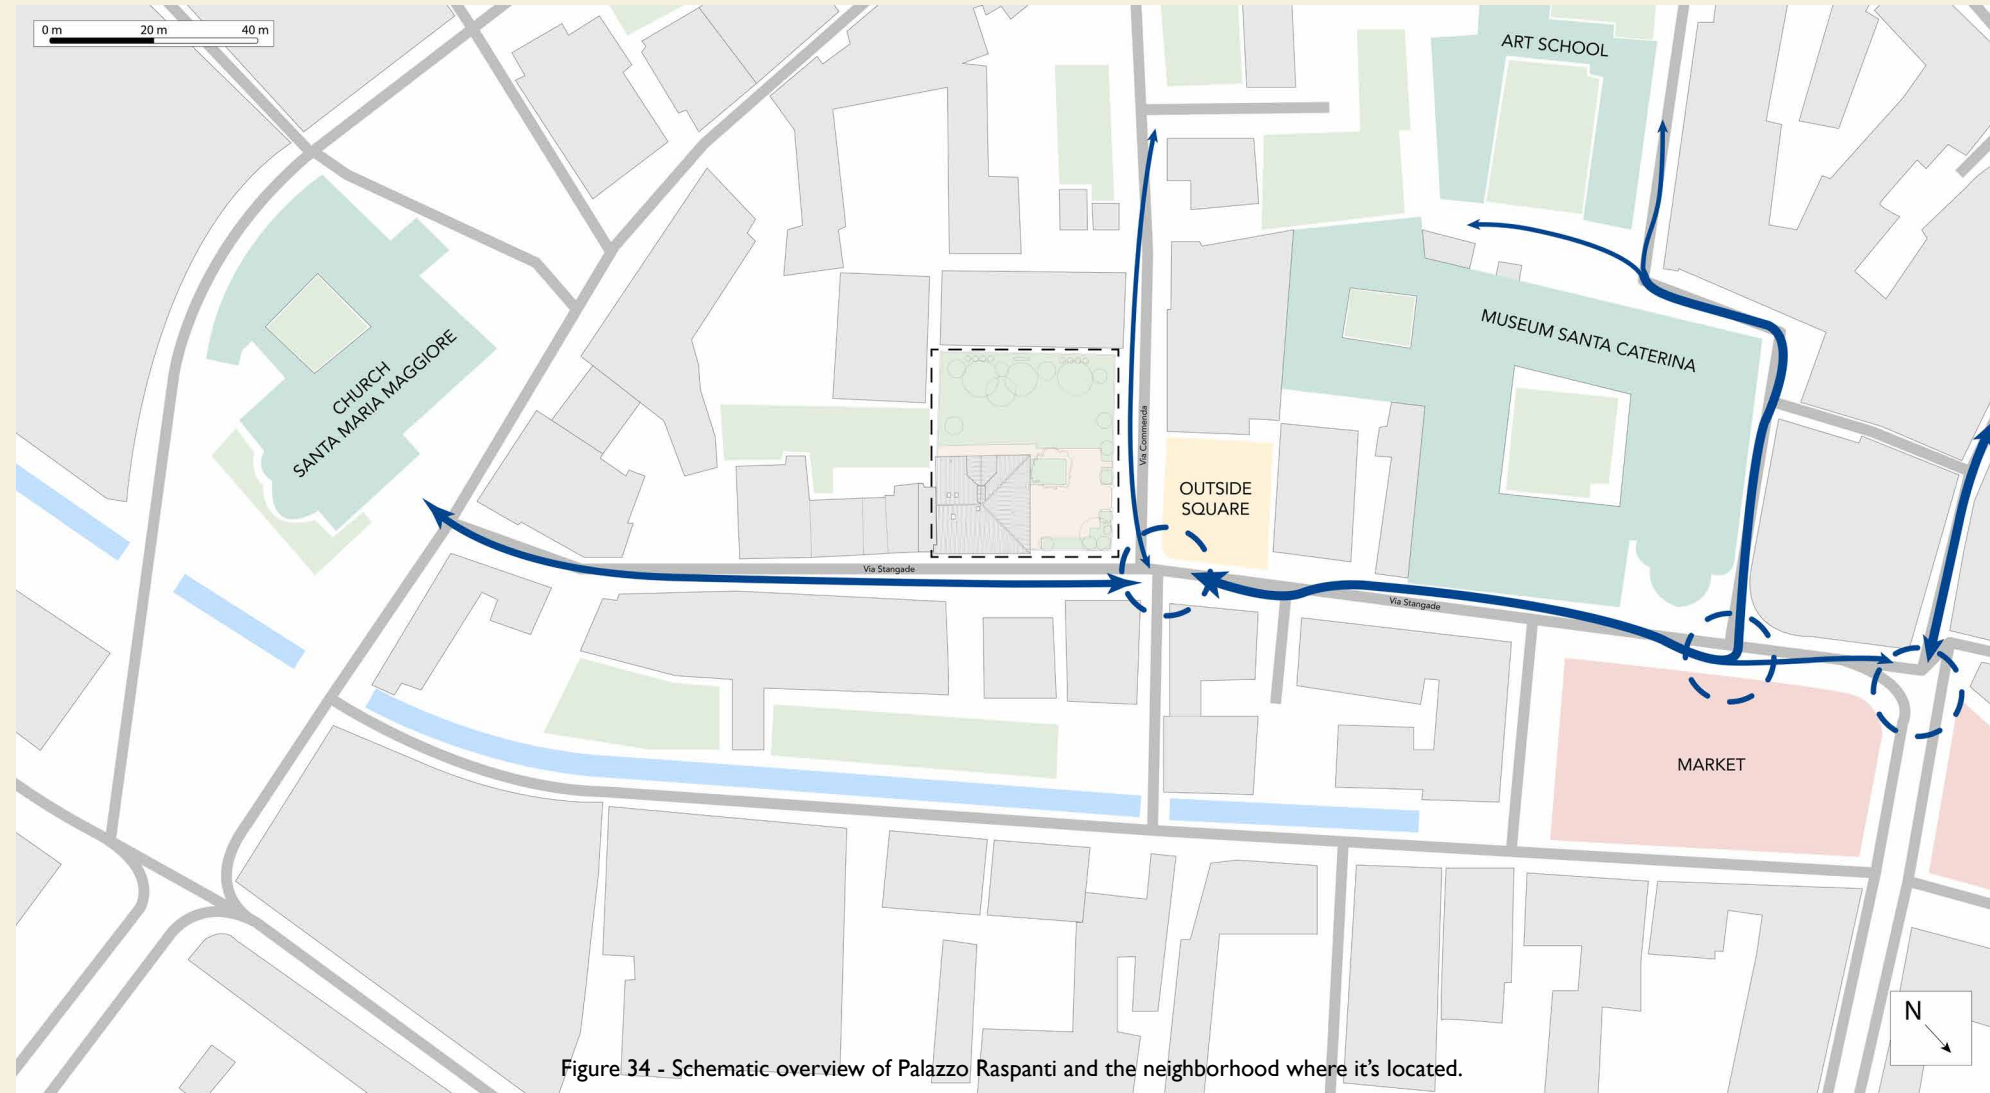 0 m 20 m 40 m
ART SCHOOL
MUSEUM SANTA CATERINA
CHURCH
SANTA MARIA MAGGIORE
Via Commenda
OUTSIDE
SQUARE
Via Stangade
Via Stangade
MARKET
N
Figure 34 - Schematic overview of Palazzo Raspanti and the neighborhood where it's located.